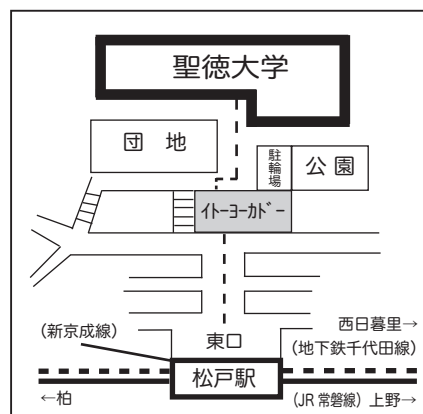 聖徳大学
団 地
駐輪場
公園
イトーヨーカドー
(新京成線)
東口
西日暮里→
(地下鉄千代田線)
松戸駅
←柏
(JR常磐線) 上野→